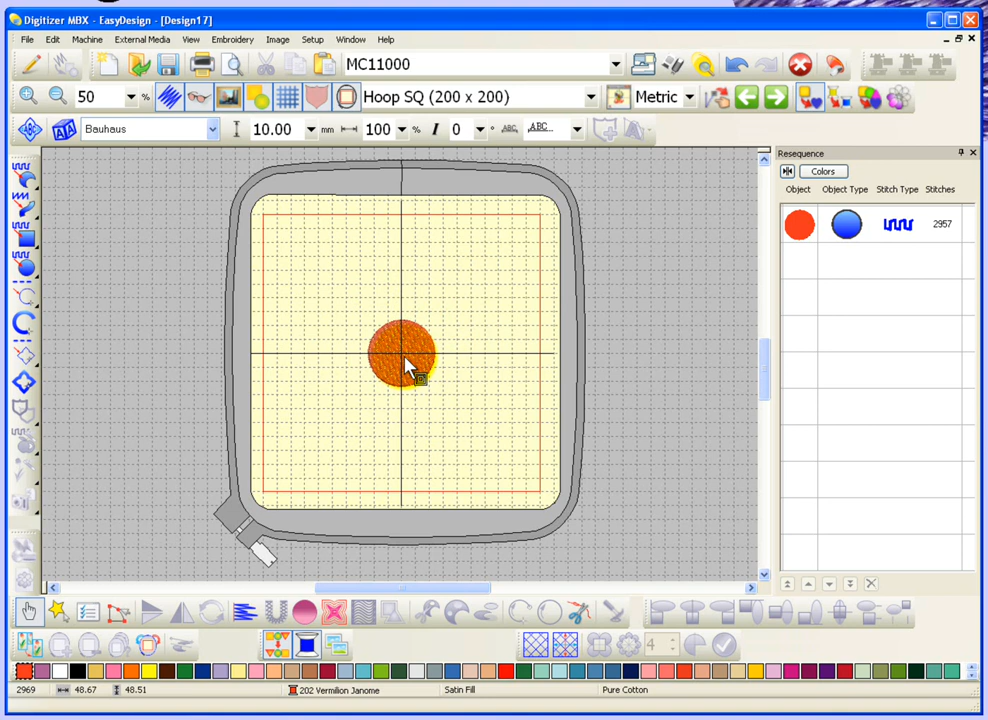 Digitizer MBX - EasyDesign - [Design17]
File Edit Machine External Media View Embroidery Image Setup Window Help
MC11000
50 % Hoop SQ (200 x 200) Metric
Bauhaus 10.00 mm 100 % I 0 ° ABC ABC...
Resequence
Colors
Object Object Type Stitch Type Stitches
2957
4
2969 48.67 48.51 202 Vermilion Janome Satin Fill Pure Cotton